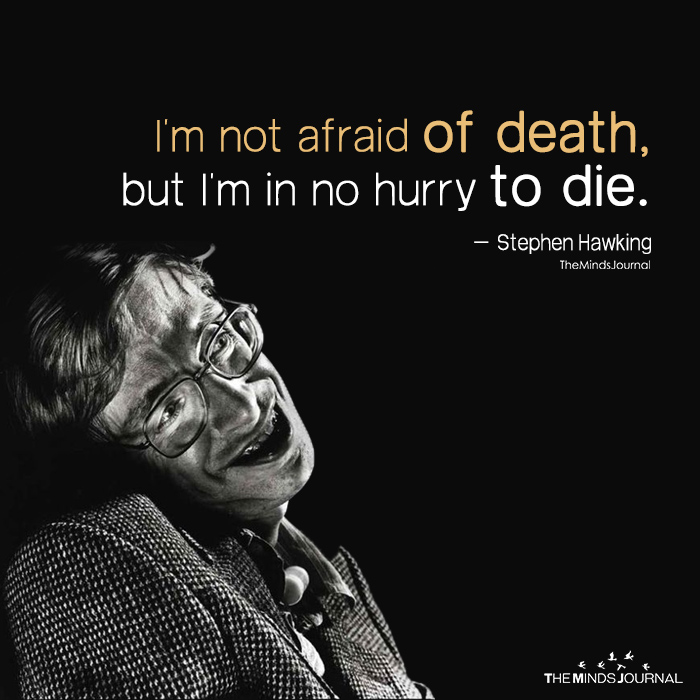 I'm not afraid of death,
but I'm in no hurry to die.
— Stephen Hawking
TheMindsJournal
THE MINDS JOURNAL